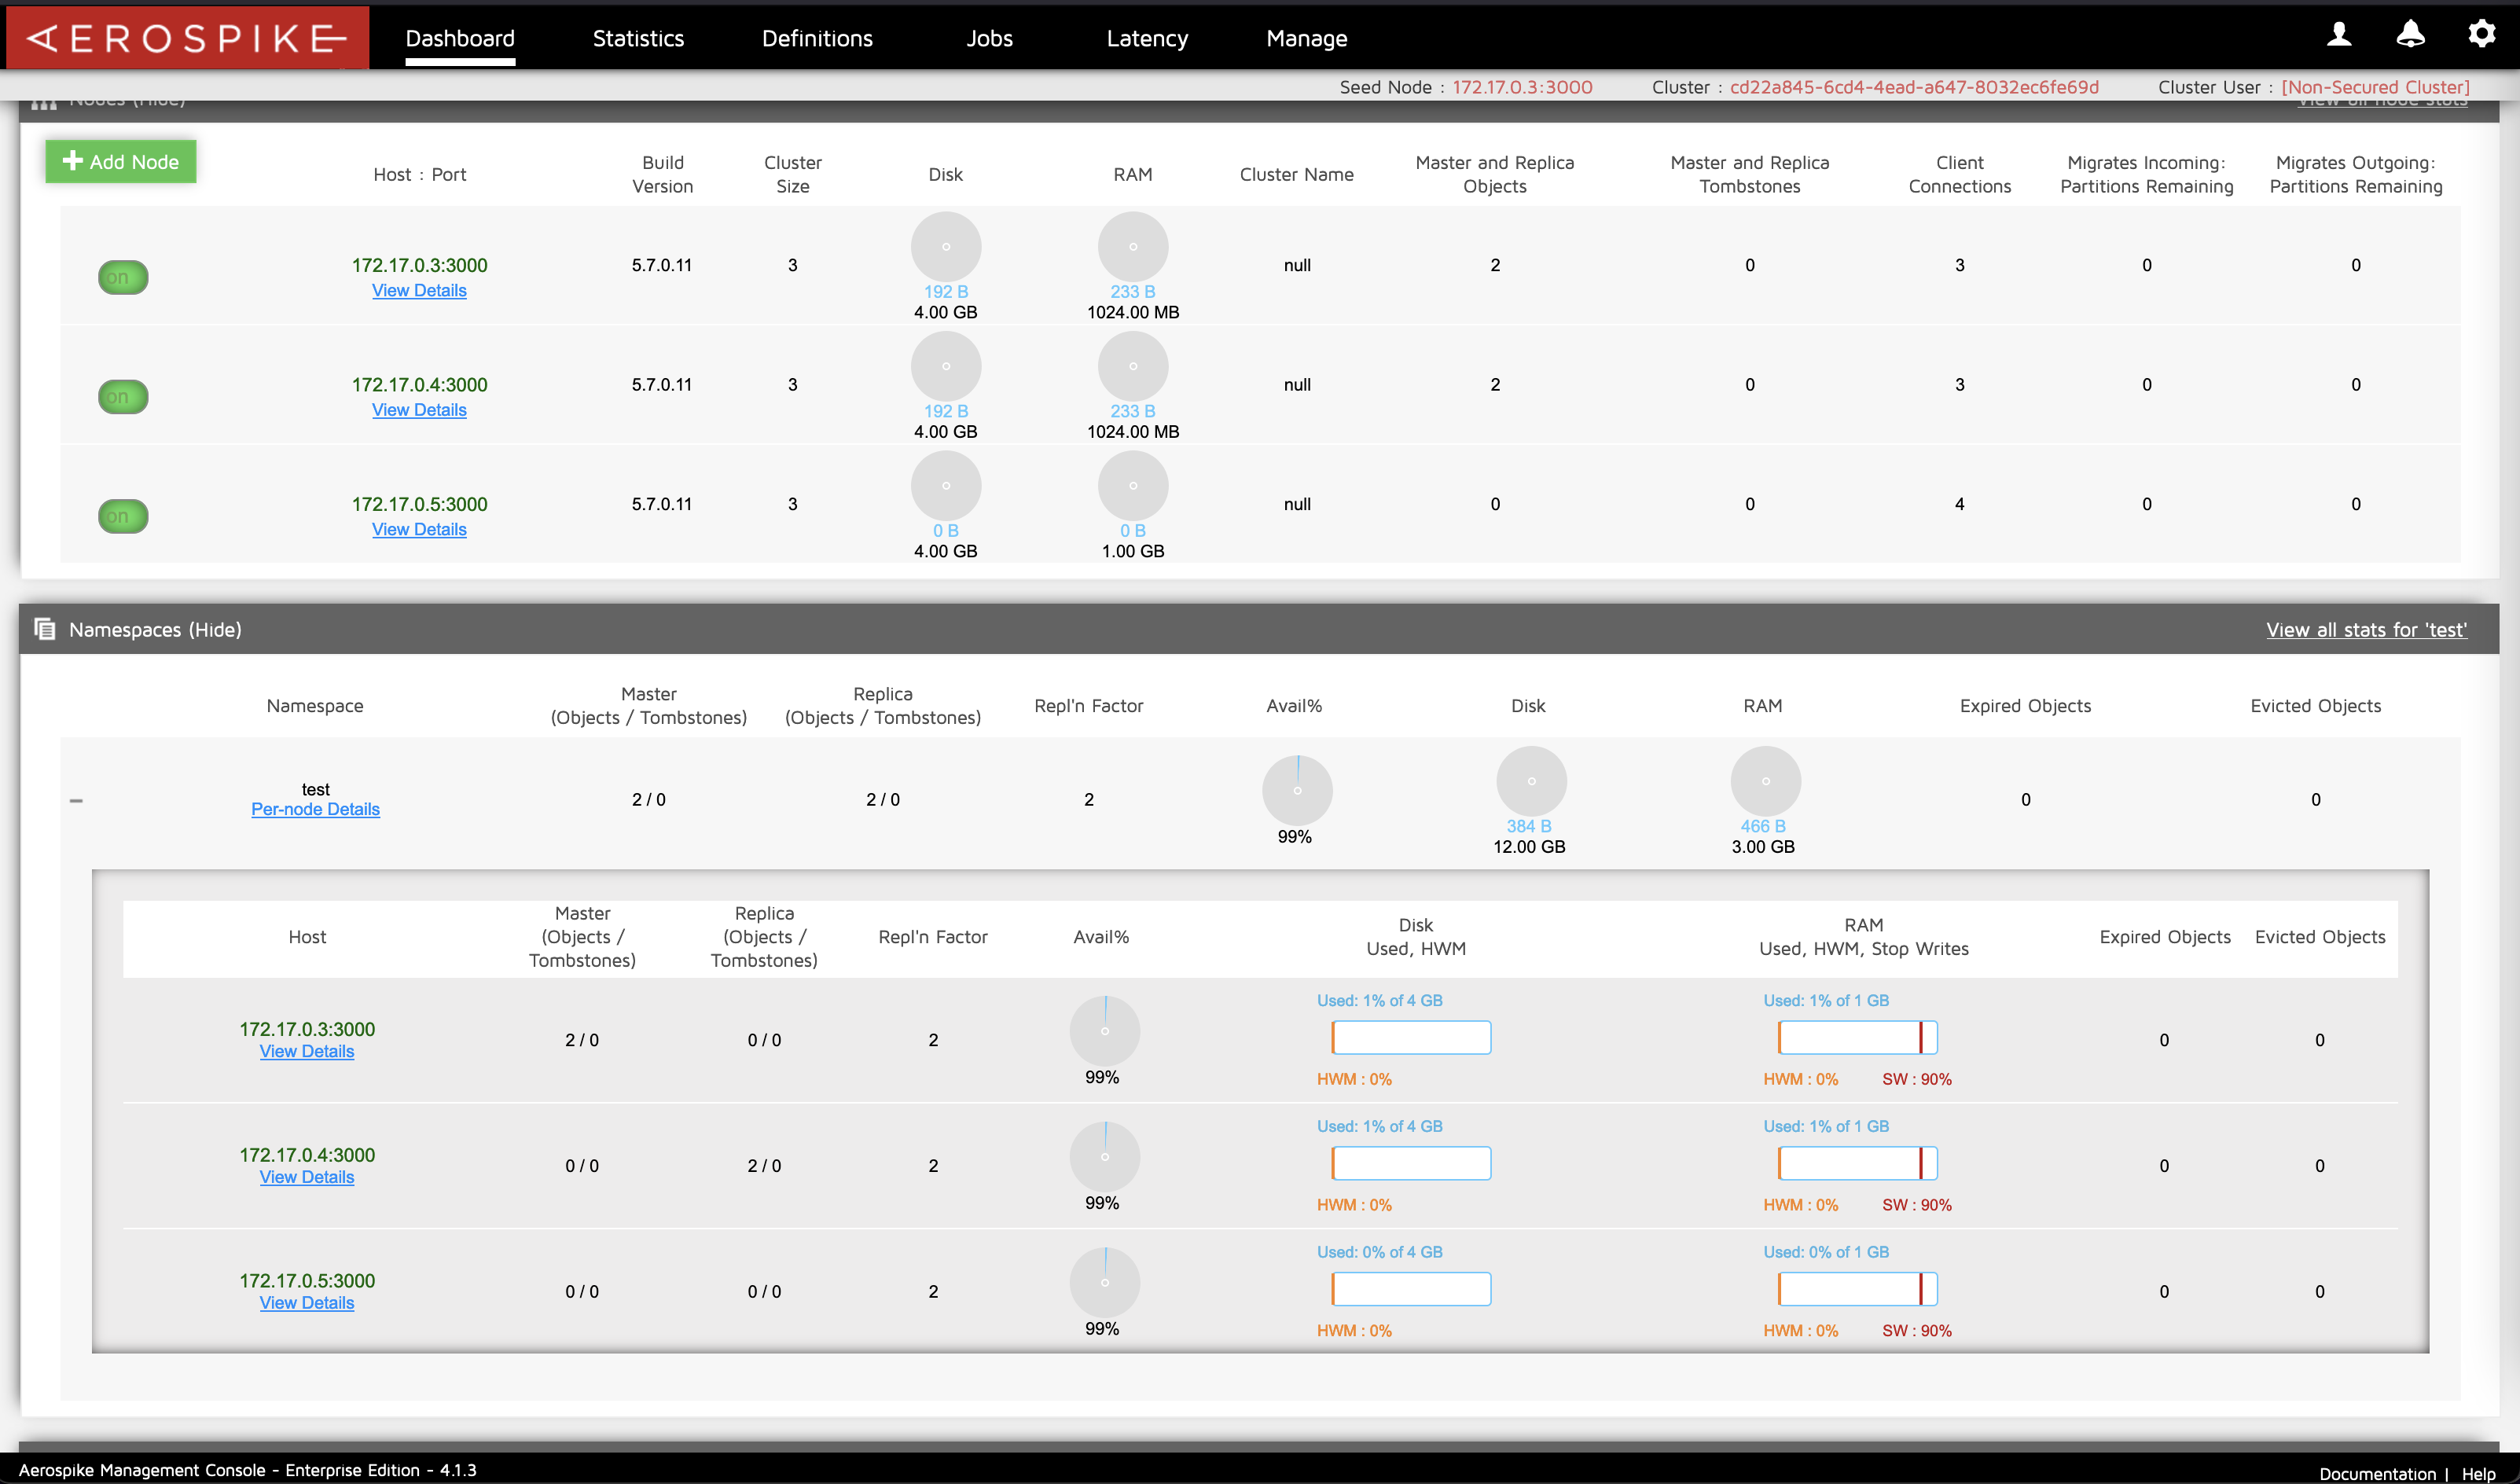 AEROSPIKE
Dashboard Statistics Definitions Jobs Latency Manage
Seed Node : 172.17.0.3:3000 Cluster : cd22a845-6cd4-4ead-a647-8032ec6fe69d Cluster User : [Non-Secured Cluster]
Nodes (Hide) View all node stats
Add Node
Host : Port
Build Version
Cluster Size
Disk
RAM
Cluster Name
Master and Replica Objects
Master and Replica Tombstones
Client Connections
Migrates Incoming: Partitions Remaining
Migrates Outgoing: Partitions Remaining
on 172.17.0.3:3000 5.7.0.11 3 null 2 0 3 0 0
View Details 192 B 233 B
4.00 GB 1024.00 MB
on 172.17.0.4:3000 5.7.0.11 3 null 2 0 3 0 0
View Details 192 B 233 B
4.00 GB 1024.00 MB
on 172.17.0.5:3000 5.7.0.11 3 null 0 0 4 0 0
View Details 0 B 0 B
4.00 GB 1.00 GB
Namespaces (Hide) View all stats for 'test'
Namespace
Master (Objects / Tombstones)
Replica (Objects / Tombstones)
Repl'n Factor
Avail%
Disk
RAM
Expired Objects
Evicted Objects
test
Per-node Details
2 / 0 2 / 0 2 99% 384 B 466 B 0 0
12.00 GB 3.00 GB
Host
Master (Objects / Tombstones)
Replica (Objects / Tombstones)
Repl'n Factor
Avail%
Disk
Used, HWM
RAM
Used, HWM, Stop Writes
Expired Objects
Evicted Objects
Used: 1% of 4 GB Used: 1% of 1 GB
172.17.0.3:3000 2 / 0 0 / 0 2 0 0
View Details
99% HWM : 0% HWM : 0% SW : 90%
Used: 1% of 4 GB Used: 1% of 1 GB
172.17.0.4:3000 0 / 0 2 / 0 2 0 0
View Details
99% HWM : 0% HWM : 0% SW : 90%
Used: 0% of 4 GB Used: 0% of 1 GB
172.17.0.5:3000 0 / 0 0 / 0 2 0 0
View Details
99% HWM : 0% HWM : 0% SW : 90%
Aerospike Management Console - Enterprise Edition - 4.1.3
Documentation | Help